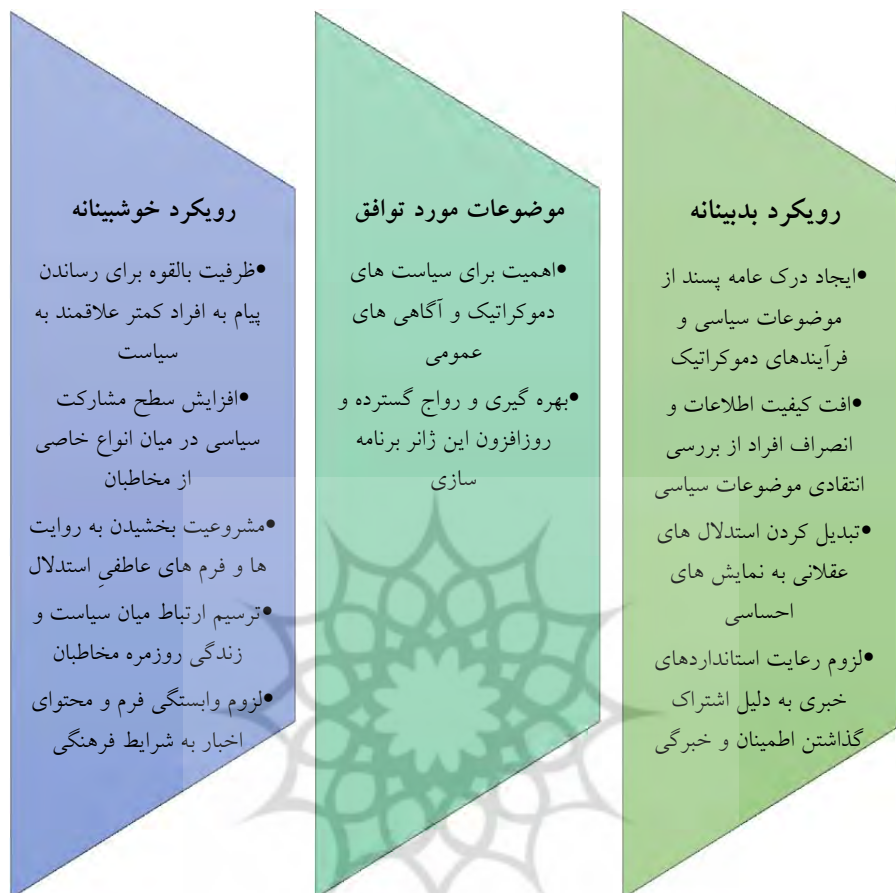 رویکرد بدبینانه
•ایجاد درک عامه پسند از
موضوعات سیاسی و
فرآیندهای دموکراتیک
•افت کیفیت اطلاعات و
انصراف افراد از بررسی
انتقادی موضوعات سیاسی
•تبدیل کردن استدلال های
عقلانی به نمایش های
احساسی
•لزوم رعایت استانداردهای
خبری به دلیل اشتراک
گذاشتن اطمینان و خبرگی
موضوعات مورد توافق
•اهمیت برای سیاست های
دموکراتیک و آگاهی های
عمومی
•بهره گیری و رواج گسترده و
روزافزون این ژانر برنامه
سازی
رویکرد خوشبینانه
•ظرفیت بالقوه برای رساندن
پیام به افراد کمتر علاقمند به
سیاست
•افزایش سطح مشارکت
سیاسی در میان انواع خاصی
از مخاطبان
•مشروعیت بخشیدن به روایت
ها و فرم های عاطفیِ استدلال
•ترسیم ارتباط میان سیاست و
زندگی روزمره مخاطبان
•لزوم وابستگی فرم و محتوای
اخبار به شرایط فرهنگی